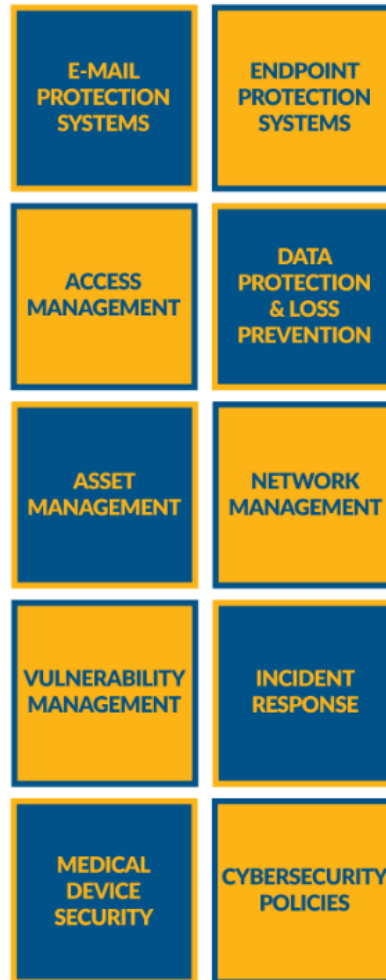 E-MAIL
PROTECTION
SYSTEMS
ENDPOINT
PROTECTION
SYSTEMS
ACCESS
MANAGEMENT
DATA
PROTECTION
& LOSS
PREVENTION
ASSET
MANAGEMENT
NETWORK
MANAGEMENT
VULNERABILITY
MANAGEMENT
INCIDENT
RESPONSE
MEDICAL
DEVICE
SECURITY
CYBERSECURITY
POLICIES